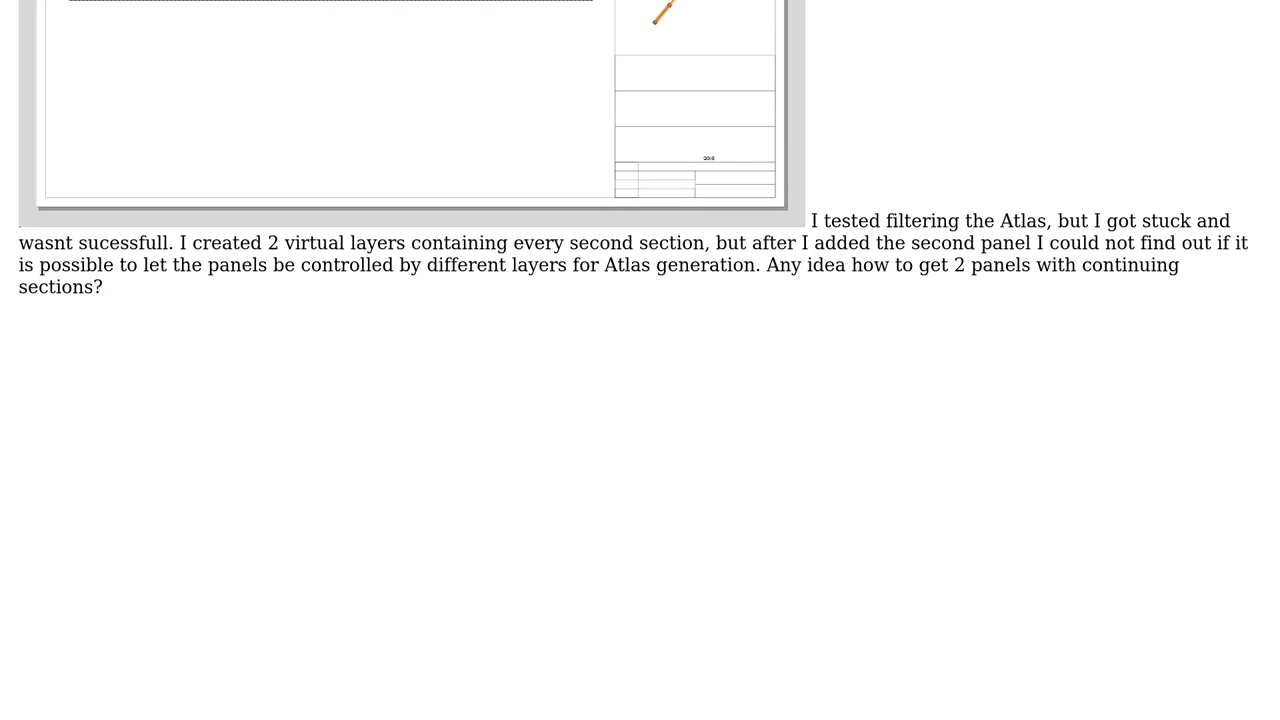 QGIS
I tested filtering the Atlas, but I got stuck and
wasnt sucessfull. I created 2 virtual layers containing every second section, but after I added the second panel I could not find out if it
is possible to let the panels be controlled by different layers for Atlas generation. Any idea how to get 2 panels with continuing
sections?